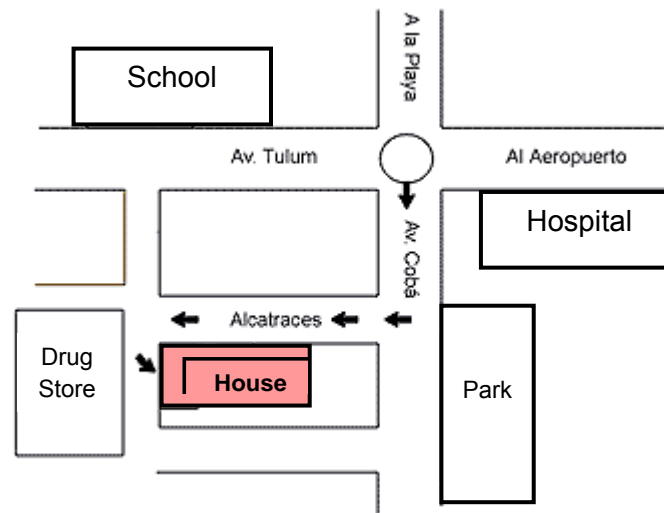 A la Playa
School
Av. Tulum
Al Aeropuerto
Hospital
Av. Cobá
Alcatraces
Drug
Store
House
Park